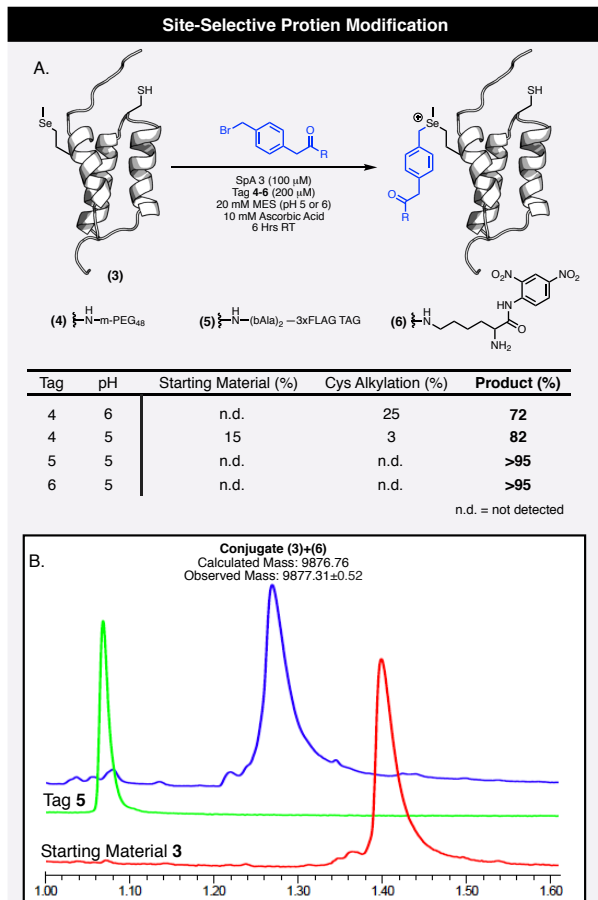 Site-Selective Protien Modification
A.
SH
Se
Br
O
R
SpA 3 (100 μM)
Tag 4-6 (200 μM)
20 mM MES (pH 5 or 6)
10 mM Ascorbic Acid
6 Hrs RT
(3)
⊕
Se
SH
O
R
(4) H N m-PEG48
(5) H N (bAla)2 — 3xFLAG TAG
(6) H N O2N NO2 HN O NH2
Tag pH Starting Material (%) Cys Alkylation (%) Product (%)
4 6 n.d. 25 72
4 5 15 3 82
5 5 n.d. n.d. >95
6 5 n.d. n.d. >95
n.d. = not detected
B.
Conjugate (3)+(6)
Calculated Mass: 9876.76
Observed Mass: 9877.31±0.52
Tag 5
Starting Material 3
1.00 1.10 1.20 1.30 1.40 1.50 1.60